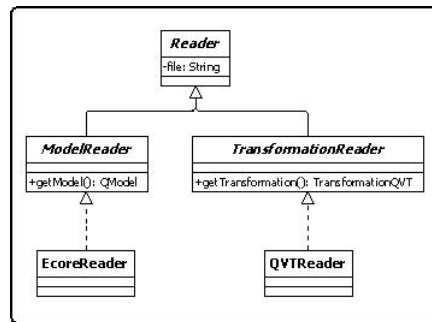 Reader
-file: String
ModelReader
TransformationReader
+getModel(): QModel
+getTransformation(): TransformationQVT
EcoreReader
QVTReader